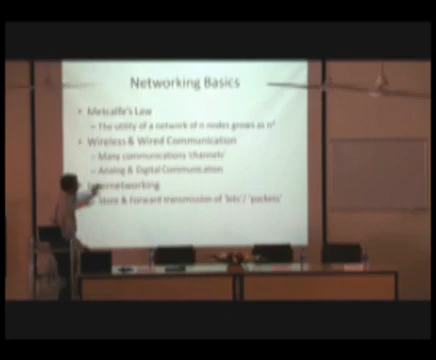 Networking Basics
• Metcalfe's Law
– The utility of a network of n nodes grows as n²
• Wireless & Wired Communication
– Many communications 'channels'
– Analog & Digital Communication
Internetworking
Store & Forward transmission of 'bits'/ 'packets'